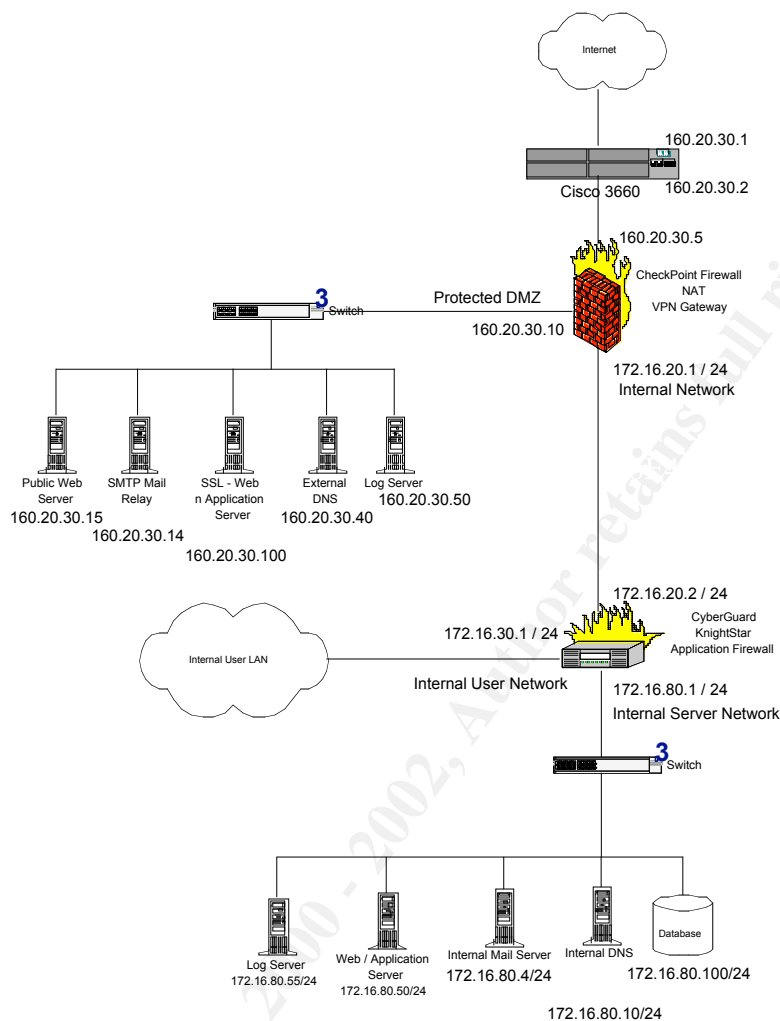 Internet
160.20.30.1
160.20.30.2
Cisco 3660
160.20.30.5
CheckPoint Firewall
NAT
VPN Gateway
3
Switch
Protected DMZ
160.20.30.10
172.16.20.1 / 24
Internal Network
Public Web
Server
160.20.30.15
SMTP Mail
Relay
160.20.30.14
SSL - Web
n Application
Server
160.20.30.100
External
DNS
160.20.30.40
Log Server
160.20.30.50
172.16.20.2 / 24
CyberGuard
KnightStar
Application Firewall
172.16.30.1 / 24
Internal User LAN
Internal User Network
172.16.80.1 / 24
Internal Server Network
3
Switch
Log Server
172.16.80.55/24
Web / Application
Server
172.16.80.50/24
Internal Mail Server
172.16.80.4/24
Internal DNS
172.16.80.10/24
Database
172.16.80.100/24
2000 - 2002, Author retains full ri